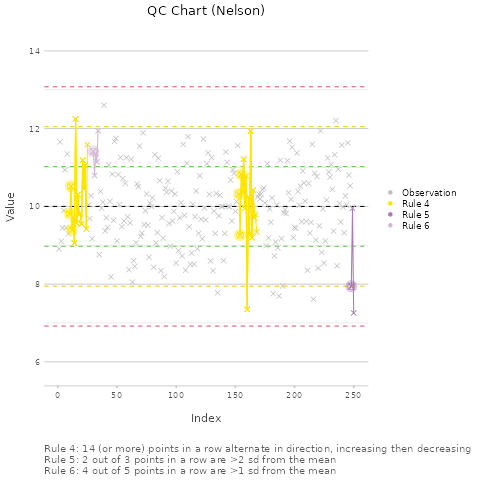 QC Chart (Nelson)
14
12
10
8
6
Value
0
50
100
150
200
250
Index
Observation
Rule 4
Rule 5
Rule 6
Rule 4: 14 (or more) points in a row alternate in direction, increasing then decreasing
Rule 5: 2 out of 3 points in a row are >2 sd from the mean
Rule 6: 4 out of 5 points in a row are >1 sd from the mean